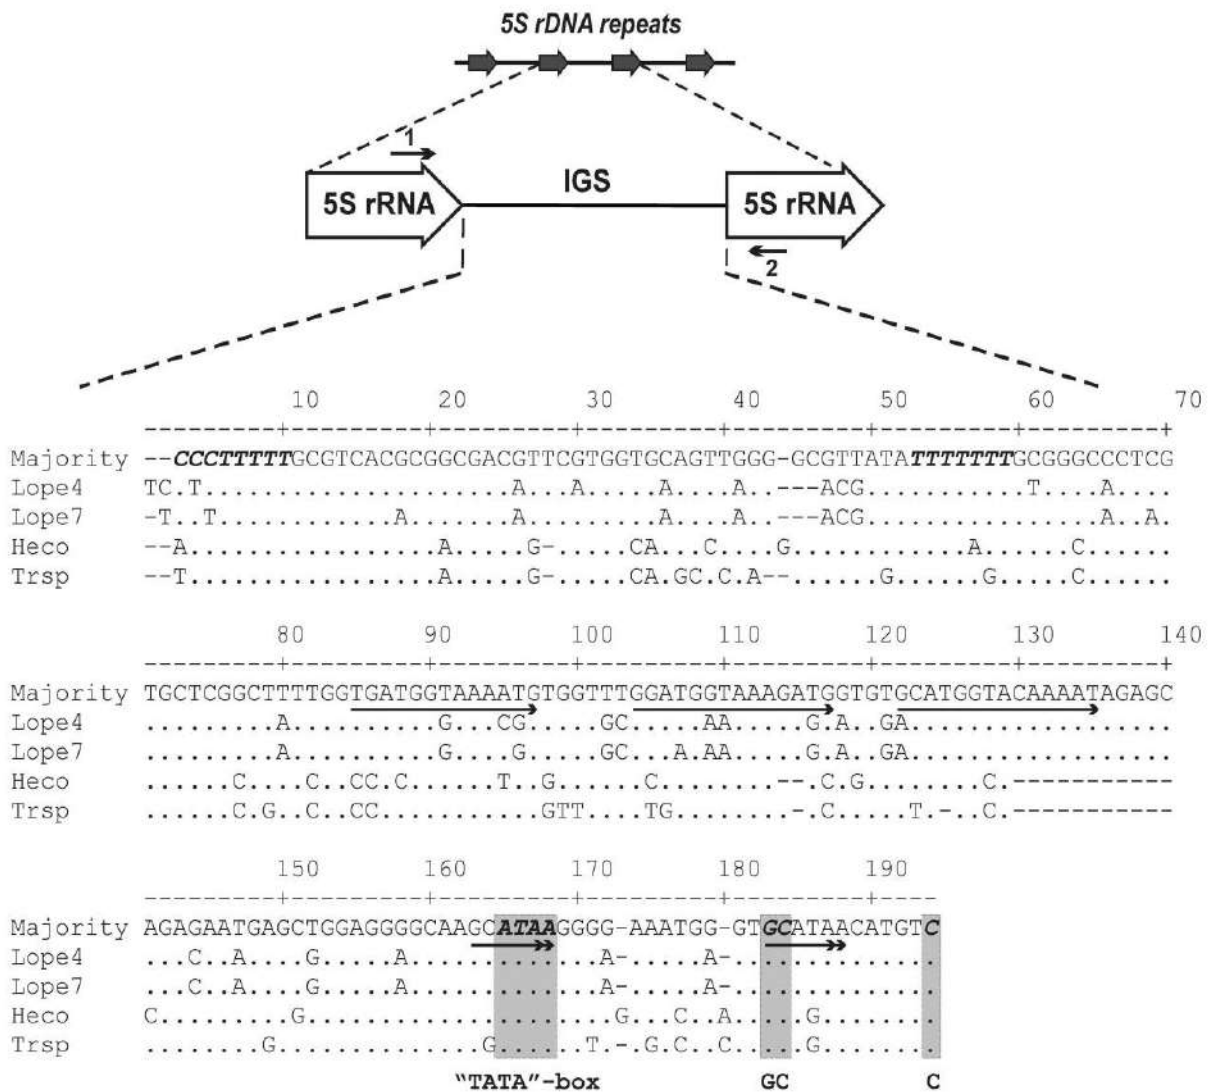 5S rDNA repeats
1
IGS
5S rRNA
5S rRNA
2
10 20 30 40 50 60 70
---------+---------+---------+---------+---------+---------+---------+
Majority --CCCTTTTTGCGTCACGCGGCGACGTTCGTGGTGCAGTTGGG-GCGTTATATTTTTTTGCGGGCCCTCG
Lope4 TC.T.....................A...A.....A....A..---ACG...........T....A....
Lope7 -T..T............A.......A.........A....A..---ACG................A..A.
Heco --A.................A.....G-.....CA...C....G............A......C......
Trsp --T.................A.....G-.....CA.GC.C.A--......G......G.....C......
80 90 100 110 120 130 140
---------+---------+---------+---------+---------+---------+---------+
Majority TGCTCGGCTTTTGGTGATGGTAAAATGTGGTTTGGATGGTAAAGATGGTGTGCATGGTACAAAATAGAGC
Lope4 .........A..........G...CG.....GC.....AA.....G.A..GA..................
Lope7 .........A..........G....G.....GC....A.AA.....G.A..GA..................
Heco ......C....C..CC.C......T..G......C........--.C.G........C.-----------
Trsp ......C.G..C..CC...........GTT....TG........-.C.....T.-..C.-----------
150 160 170 180 190
---------+---------+---------+---------+---------+----
Majority AGAGAATGAGCTGGAGGGGCAAGCATAAGGGG-AAATGG-GTGCATAACATGTC
Lope4 ...C..A....G.....A.............A-.....A-..............
Lope7 ...C..A....G.....A.............A-.....A-..............
Heco C.........G.....................G...C..A.....G........
Trsp ........G..............G......T.-.G.C..C.....G........
"TATA"-box GC C